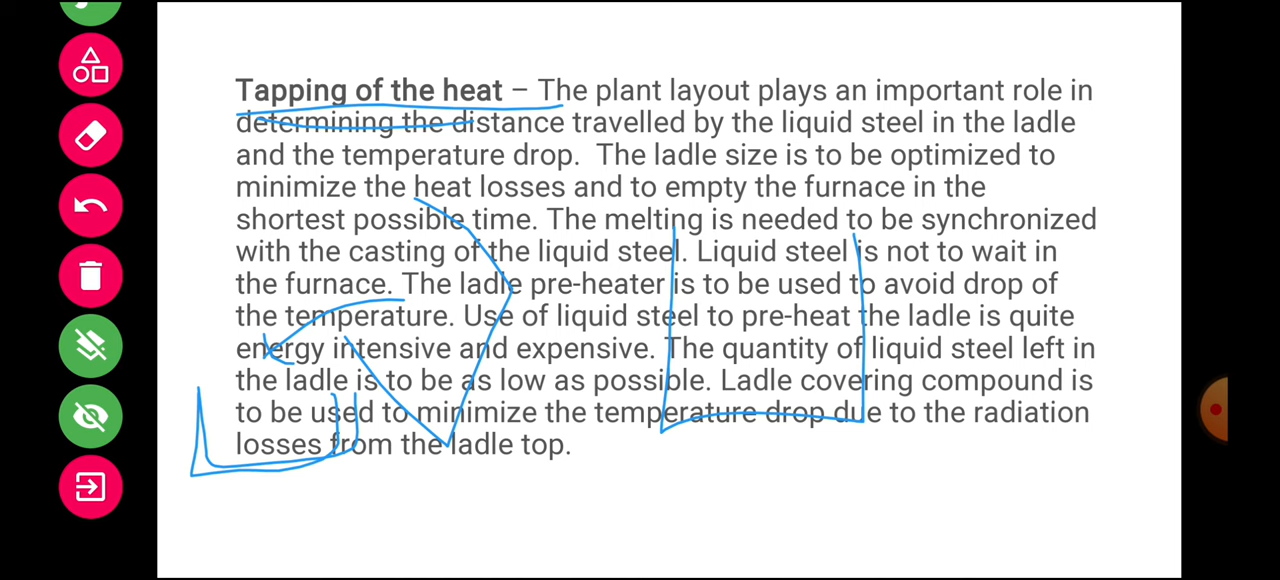 Tapping of the heat – The plant layout plays an important role in
determining the distance travelled by the liquid steel in the ladle
and the temperature drop.  The ladle size is to be optimized to
minimize the heat losses and to empty the furnace in the
shortest possible time. The melting is needed to be synchronized
with the casting of the liquid steel. Liquid steel is not to wait in
the furnace. The ladle pre-heater is to be used to avoid drop of
the temperature. Use of liquid steel to pre-heat the ladle is quite
energy intensive and expensive. The quantity of liquid steel left in
the ladle is to be as low as possible. Ladle covering compound is
to be used to minimize the temperature drop due to the radiation
losses from the ladle top.